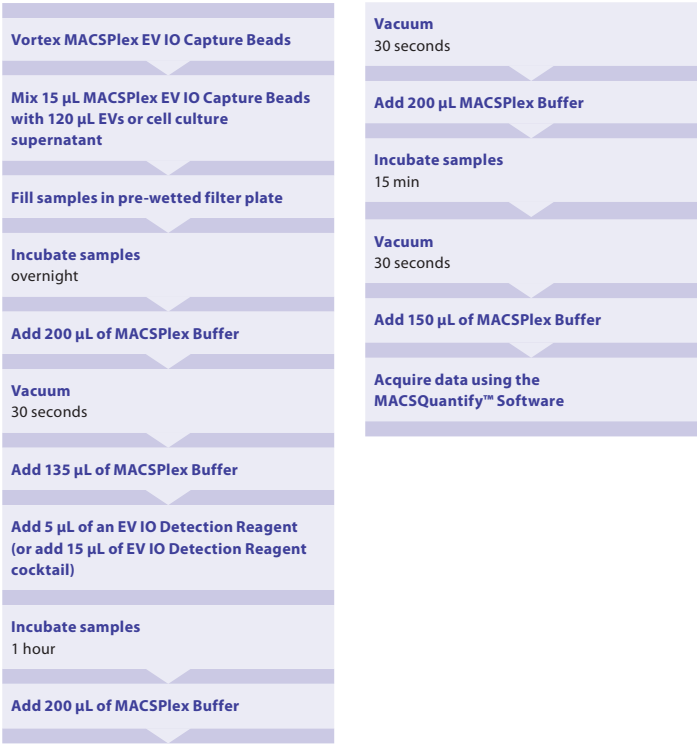 Vortex MACSPlex EV IO Capture Beads
Mix 15 µL MACSPlex EV IO Capture Beads
with 120 µL EVs or cell culture
supernatant
Fill samples in pre-wetted filter plate
Incubate samples
overnight
Add 200 µL of MACSPlex Buffer
Vacuum
30 seconds
Add 135 µL of MACSPlex Buffer
Add 5 µL of an EV IO Detection Reagent
(or add 15 µL of EV IO Detection Reagent
cocktail)
Incubate samples
1 hour
Add 200 µL of MACSPlex Buffer
Vacuum
30 seconds
Add 200 µL MACSPlex Buffer
Incubate samples
15 min
Vacuum
30 seconds
Add 150 µL of MACSPlex Buffer
Acquire data using the
MACSQuantify™ Software